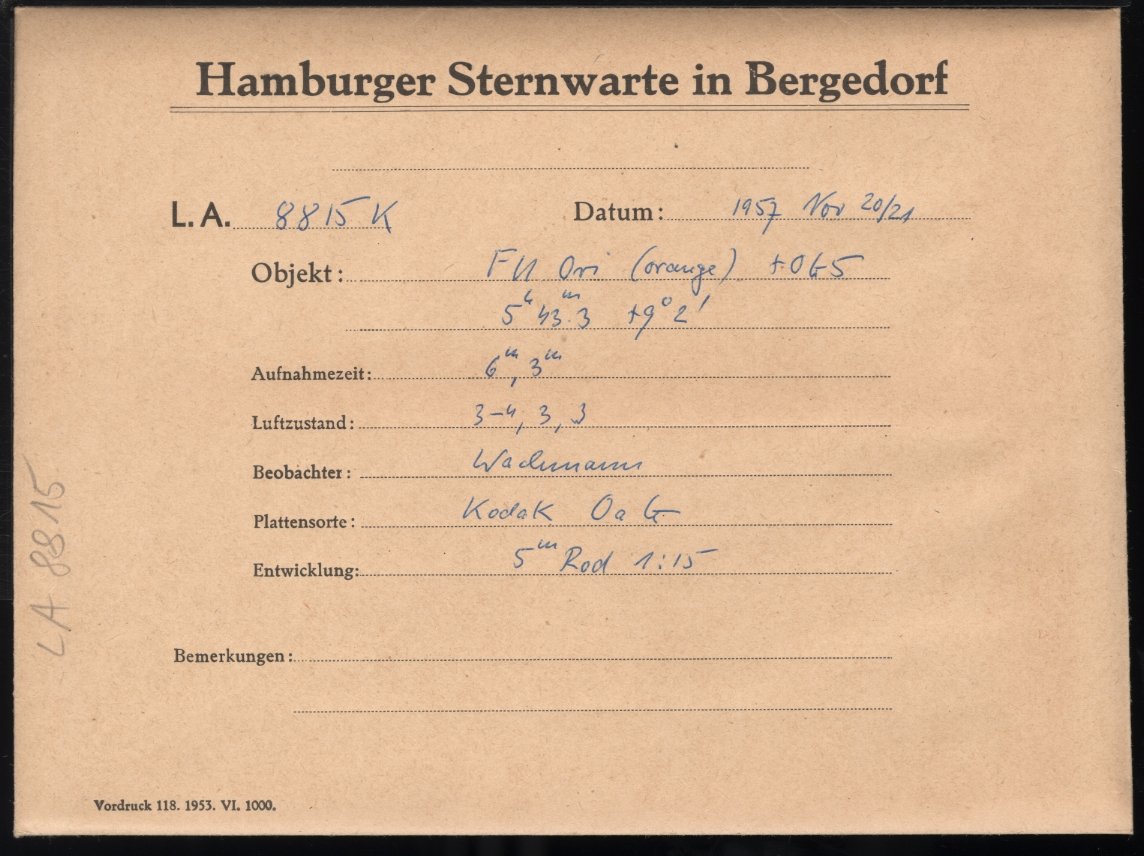 Hamburger Sternwarte in Bergedorf
L. A. 8815 K Datum: 1957 Nov 20/21
Objekt: FU Ori (orange) + OG5
5ʰ 43ᵐ.3 +9° 2'
Aufnahmezeit: 6ᵐ, 3ᵐ
Luftzustand: 3-4, 3, 3
Beobachter: Wachmann
Plattensorte: Kodak Oa G
Entwicklung: 5ᵐ Rod 1:15
Bemerkungen:
Vordruck 118. 1953. VI. 1000.
LA 8815